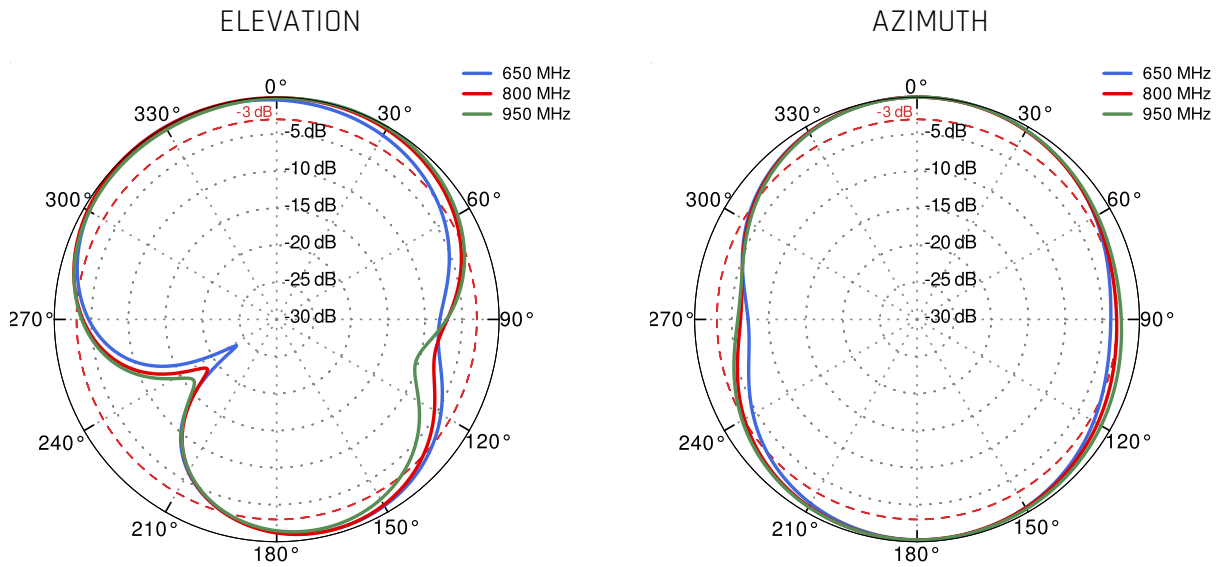 ELEVATION
650 MHz
800 MHz
950 MHz
0°
330°
-3 dB
30°
-5 dB
-10 dB
300°
60°
-15 dB
-20 dB
-25 dB
270°
-30 dB
90°
240°
120°
210°
150°
180°
AZIMUTH
650 MHz
800 MHz
950 MHz
0°
330°
-3 dB
30°
-5 dB
-10 dB
300°
60°
-15 dB
-20 dB
-25 dB
270°
-30 dB
90°
240°
120°
210°
150°
180°